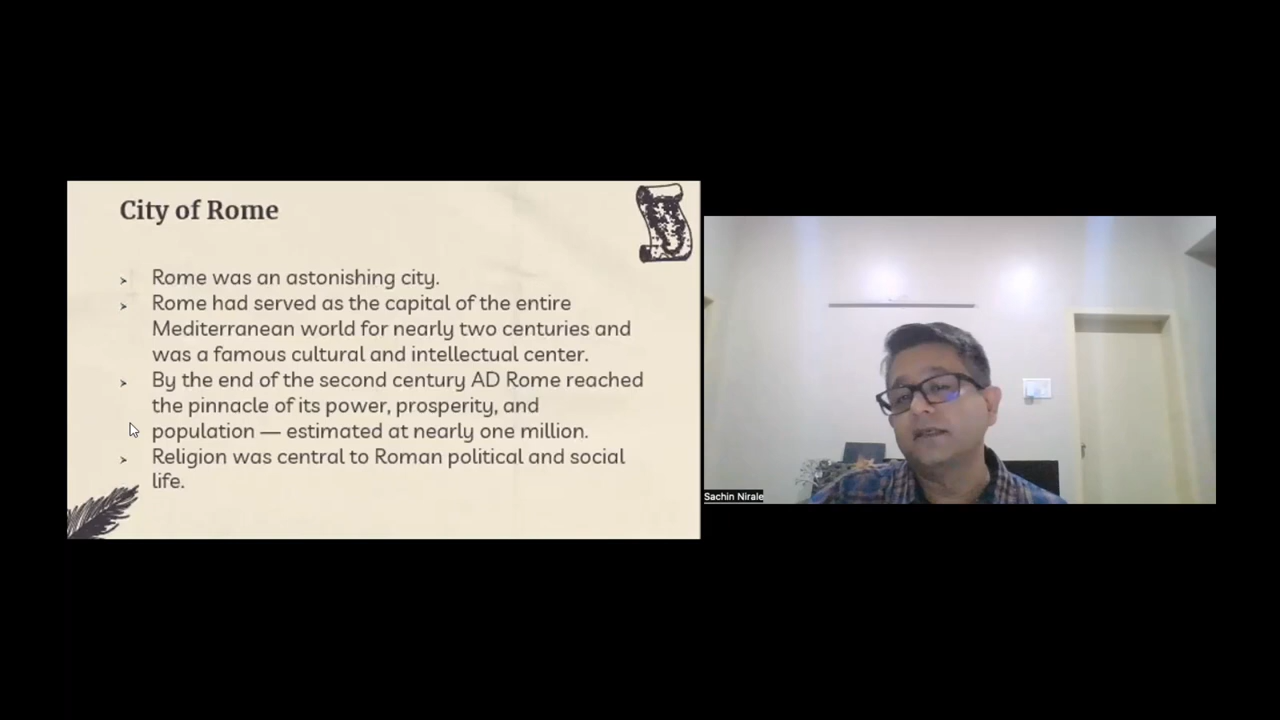 City of Rome
Rome was an astonishing city.
Rome had served as the capital of the entire
Mediterranean world for nearly two centuries and
was a famous cultural and intellectual center.
By the end of the second century AD Rome reached
the pinnacle of its power, prosperity, and
population — estimated at nearly one million.
Religion was central to Roman political and social
life.
Sachin Nirale